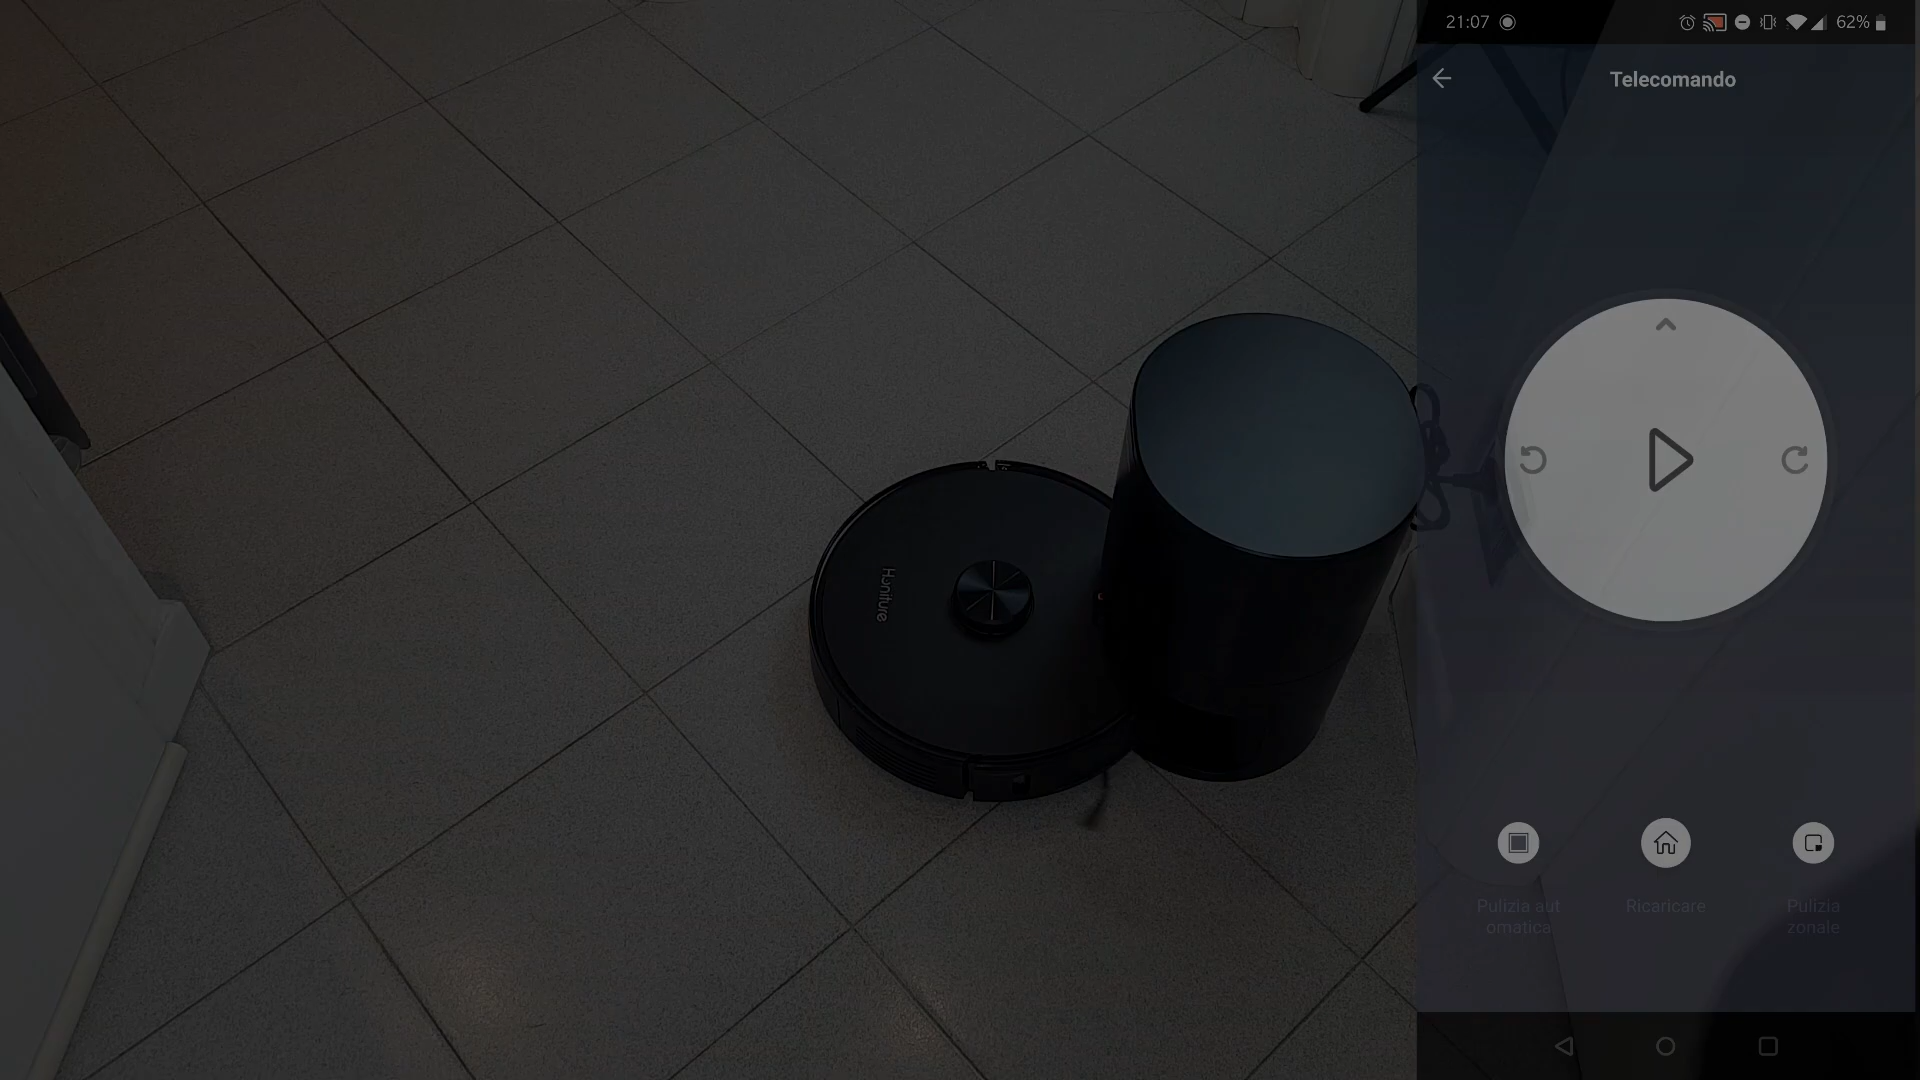 21:07
62%
Telecomando
Honiture
Pulizia aut
omatica
Ricaricare
Pulizia
zonale